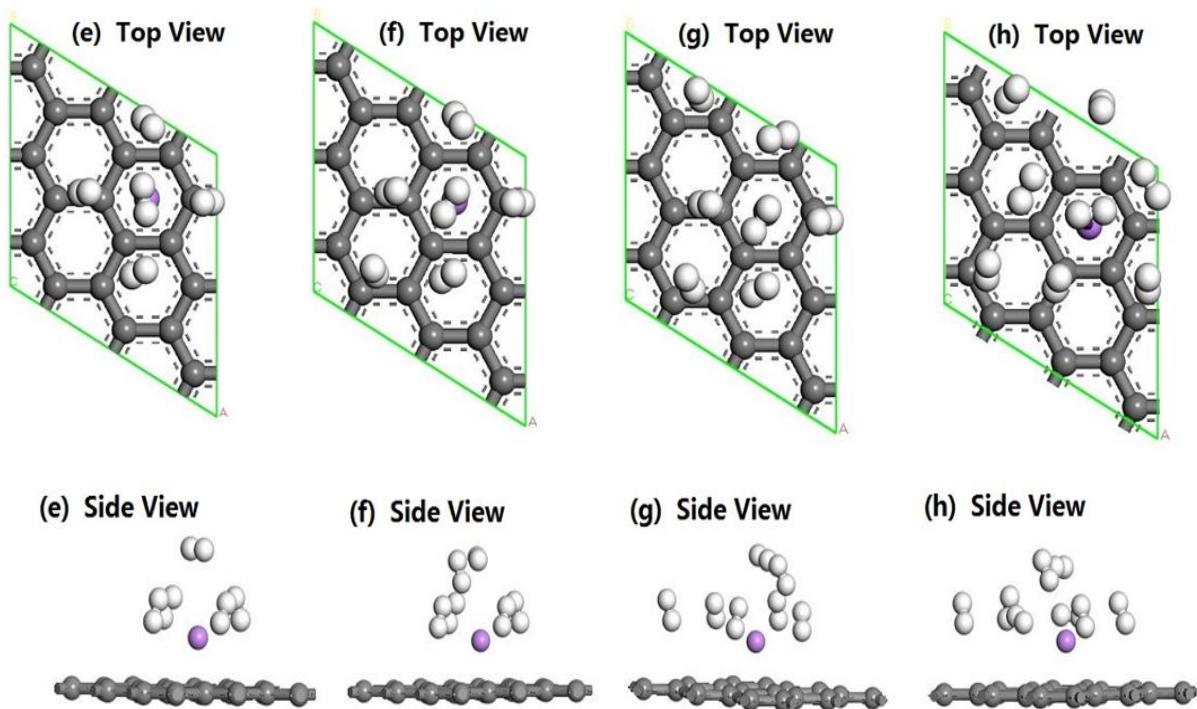 (e) Top View
(f) Top View
(g) Top View
(h) Top View
B
B
B
B
C
C
C
C
A
A
A
A
(e) Side View
(f) Side View
(g) Side View
(h) Side View